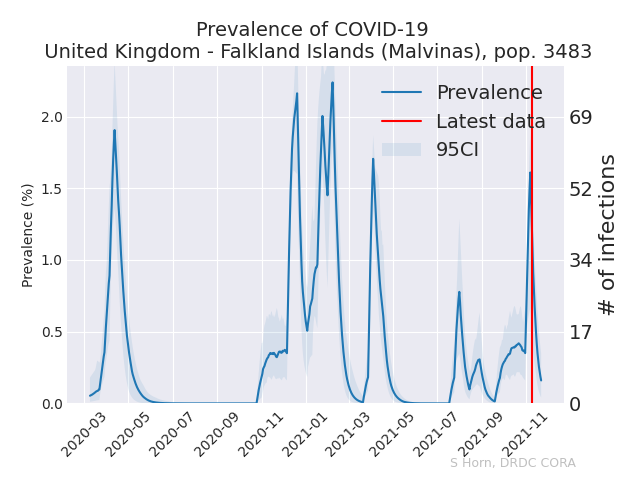 Prevalence of COVID-19
United Kingdom - Falkland Islands (Malvinas), pop. 3483
Prevalence
Latest data
95CI
Prevalence (%)
2.0
1.5
1.0
0.5
0.0
69
52
34
17
0
# of infections
2020-03
2020-05
2020-07
2020-09
2020-11
2021-01
2021-03
2021-05
2021-07
2021-09
2021-11
S Horn, DRDC CORA